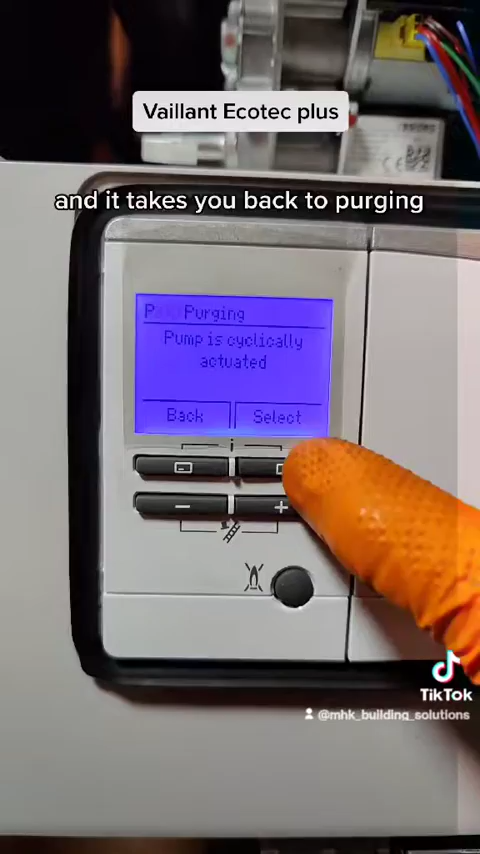 Vaillant Ecotec plus
and it takes you back to purging
Purging
Pump is cyclically
actuated
Back
Select
i
−
+
TikTok
@mhk_building_solutions